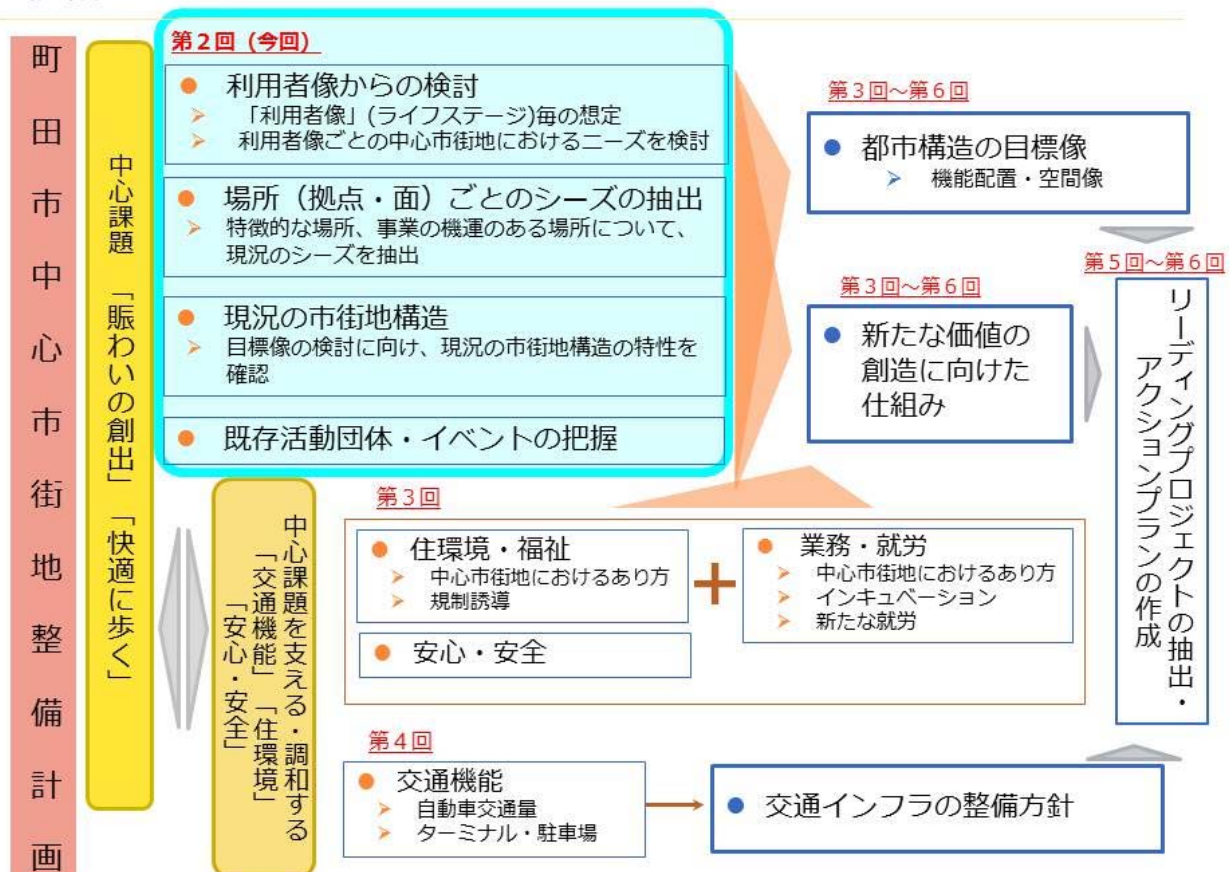 町田市中心市街地整備計画
中心課題 「賑わいの創出」「快適に歩く」
第2回（今回）
● 利用者像からの検討
➢ 「利用者像」(ライフステージ)毎の想定
➢ 利用者像ごとの中心市街地におけるニーズを検討
● 場所（拠点・面）ごとのシーズの抽出
➢ 特徴的な場所、事業の機運のある場所について、
現況のシーズを抽出
● 現況の市街地構造
➢ 目標像の検討に向け、現況の市街地構造の特性を
確認
● 既存活動団体・イベントの把握
中心課題を支える・調和する
「交通機能」「住環境」
「安心・安全」
第3回
● 住環境・福祉
➢ 中心市街地におけるあり方
➢ 規制誘導
+
● 業務・就労
➢ 中心市街地におけるあり方
➢ インキュベーション
➢ 新たな就労
● 安心・安全
第4回
● 交通機能
➢ 自動車交通量
➢ ターミナル・駐車場
● 交通インフラの整備方針
第3回～第6回
● 都市構造の目標像
➢ 機能配置・空間像
第3回～第6回
● 新たな価値の
創造に向けた
仕組み
第5回～第6回
リーディングプロジェクトの抽出・
アクションプランの作成